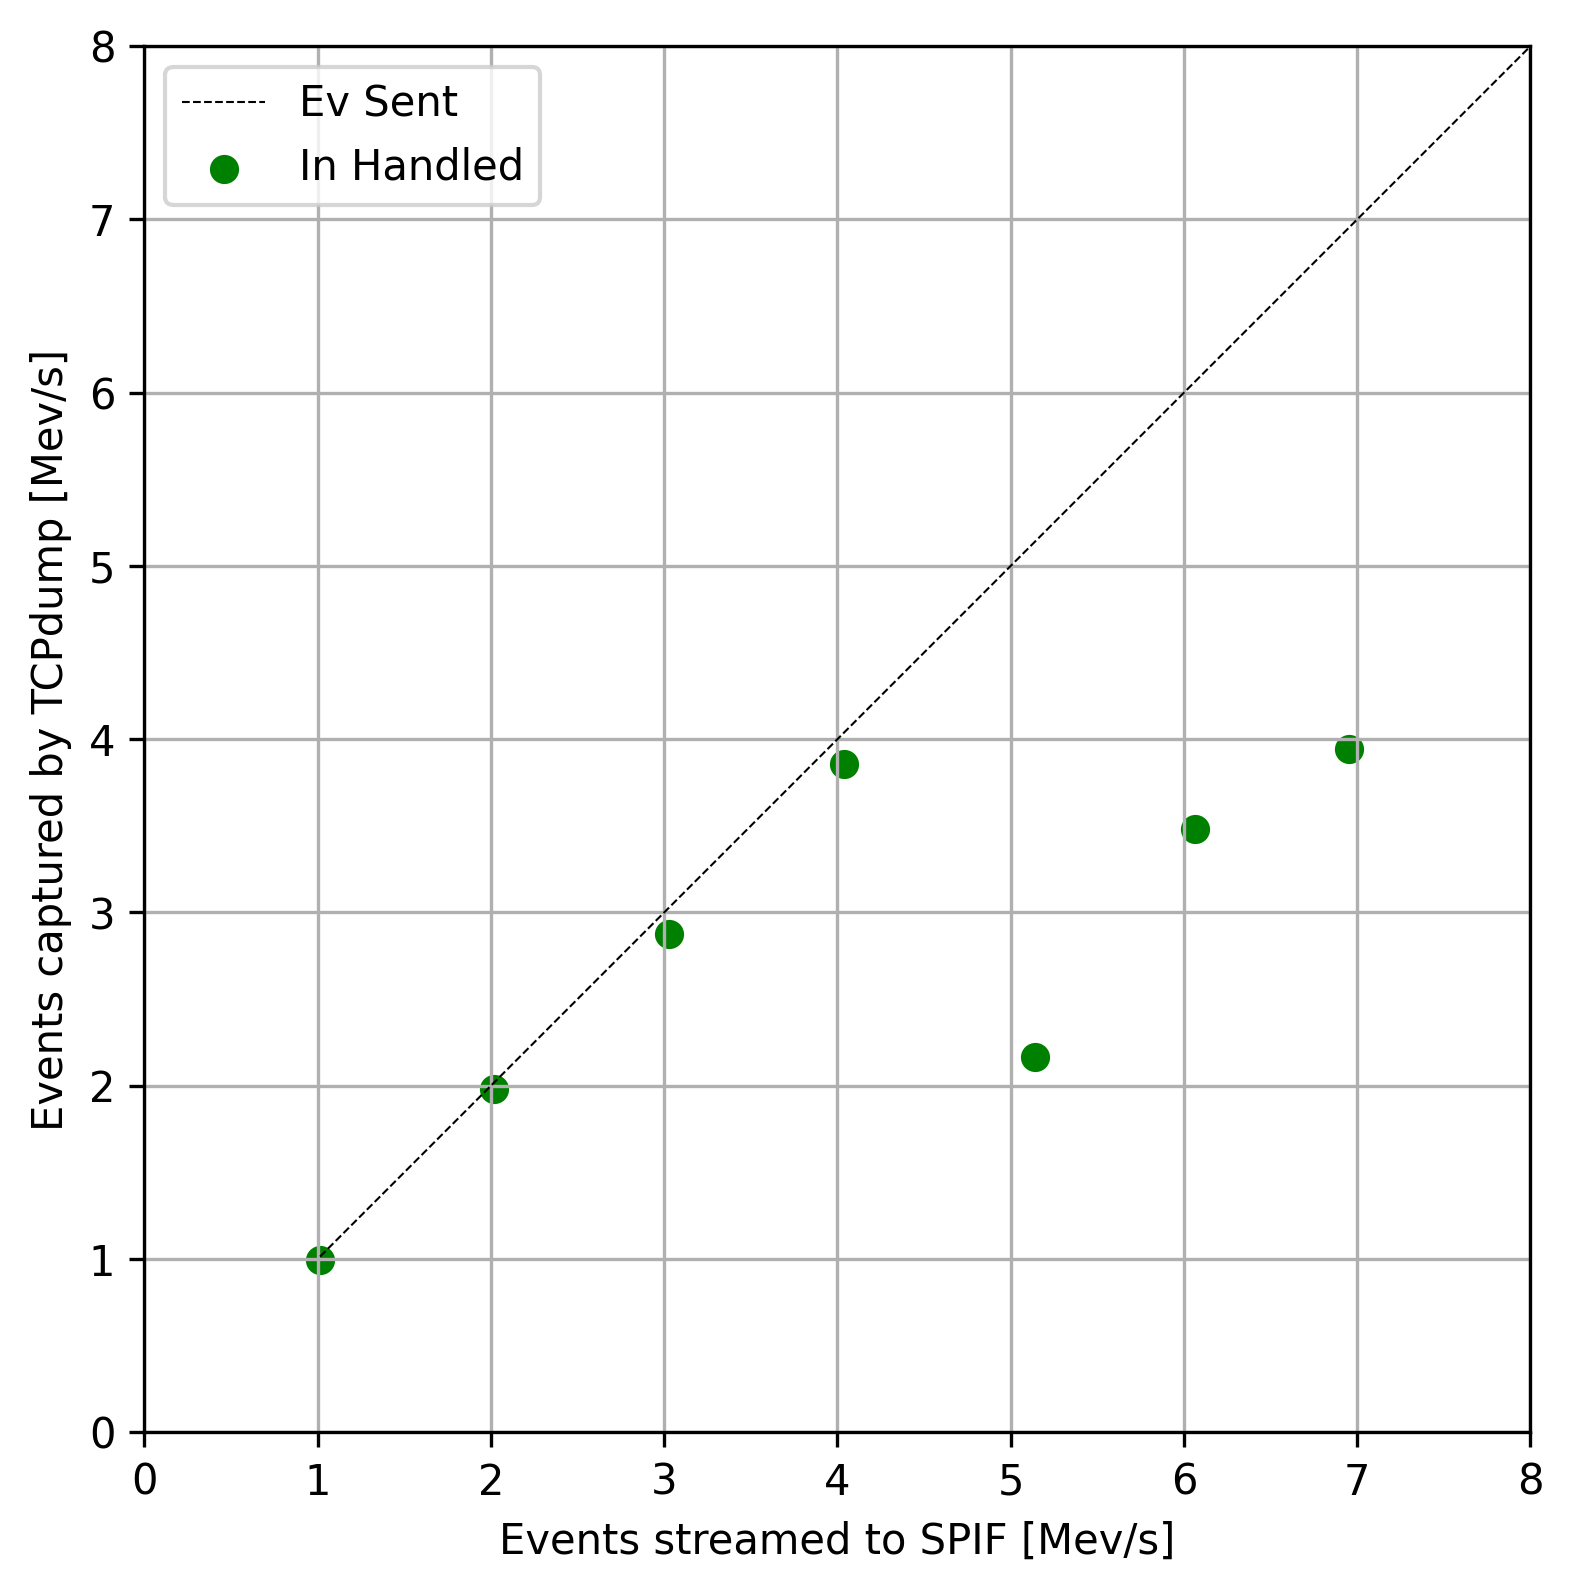 8
7
6
5
4
3
2
1
0
Ev Sent
In Handled
Events captured by TCPdump [Mev/s]
0 1 2 3 4 5 6 7 8
Events streamed to SPIF [Mev/s]